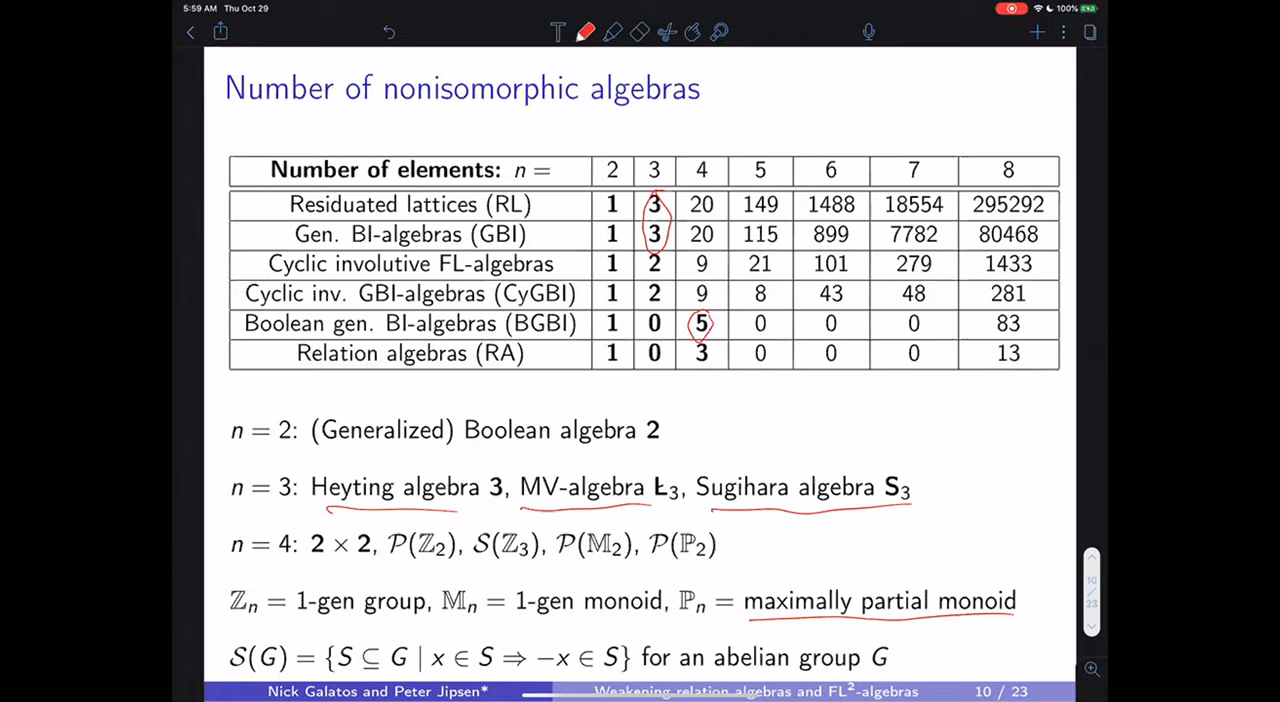 5:59 AM Thu Oct 29 100%
Number of nonisomorphic algebras
Number of elements: n = 2 3 4 5 6 7 8
Residuated lattices (RL) 1 3 20 149 1488 18554 295292
Gen. BI-algebras (GBI) 1 3 20 115 899 7782 80468
Cyclic involutive FL-algebras 1 2 9 21 101 279 1433
Cyclic inv. GBI-algebras (CyGBI) 1 2 9 8 43 48 281
Boolean gen. BI-algebras (BGBI) 1 0 5 0 0 0 83
Relation algebras (RA) 1 0 3 0 0 0 13
n = 2: (Generalized) Boolean algebra 2
n = 3: Heyting algebra 3, MV-algebra Ł₃, Sugihara algebra S₃
n = 4: 2 × 2, 𝒫(ℤ₂), 𝒮(ℤ₃), 𝒫(𝕄₂), 𝒫(ℙ₂)
ℤₙ = 1-gen group, 𝕄ₙ = 1-gen monoid, ℙₙ = maximally partial monoid
𝒮(G) = {S ⊆ G | x ∈ S ⇒ −x ∈ S} for an abelian group G
Nick Galatos and Peter Jipsen* Weakening relation algebras and FL²-algebras 10 / 23
10
/
23